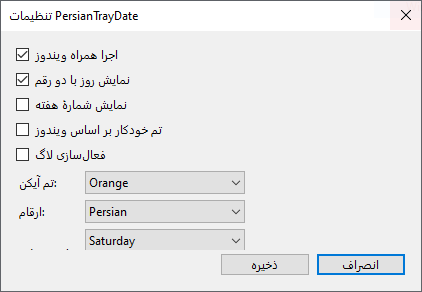 تنظیمات PersianTrayDate
اجرا همراه ویندوز
نمایش روز با دو رقم
نمایش شمارهٔ هفته
تم خودکار بر اساس ویندوز
فعال‌سازی لاگ
تم آیکن: Orange
ارقام: Persian
Saturday
ذخیره انصراف